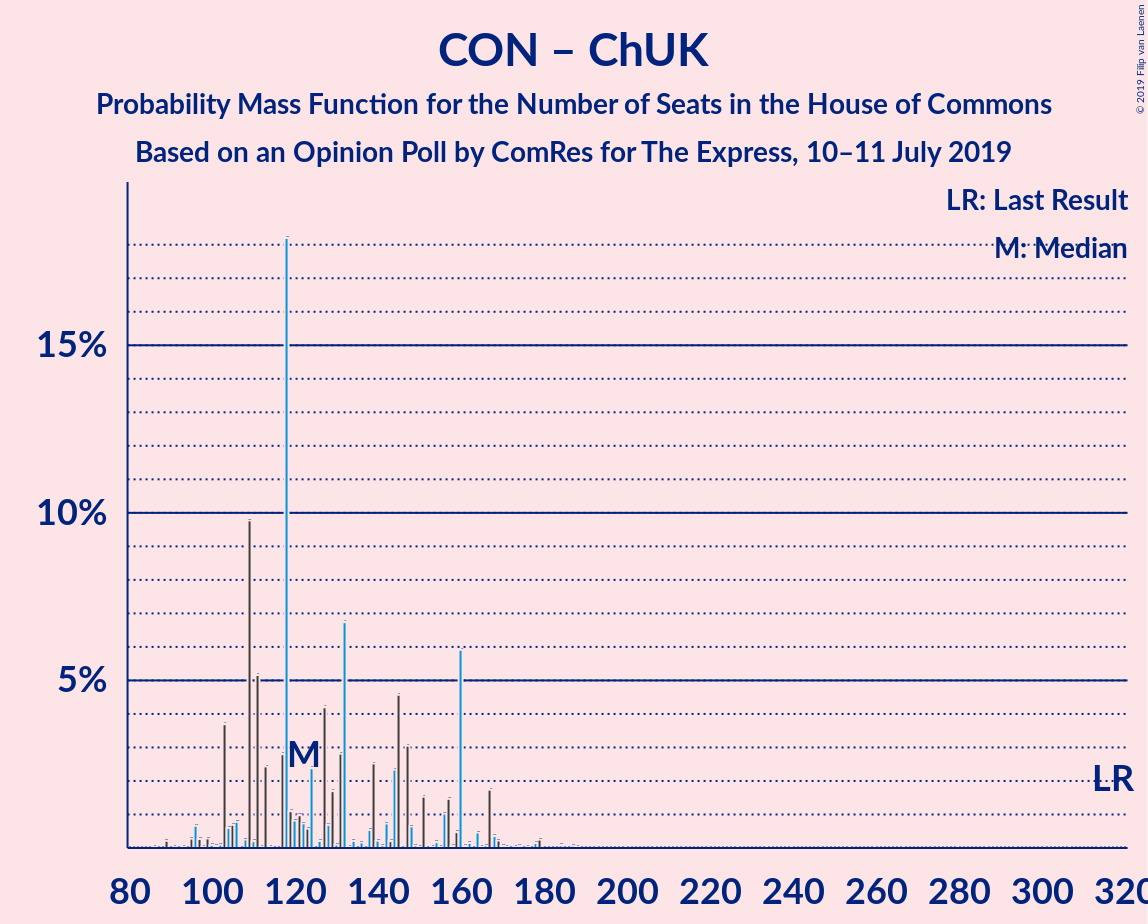 CON – ChUK
Probability Mass Function for the Number of Seats in the House of Commons
Based on an Opinion Poll by ComRes for The Express, 10–11 July 2019
© 2019 Filip van Laenen
LR: Last Result
M: Median
15%
10%
5%
M
LR
80 100 120 140 160 180 200 220 240 260 280 300 320